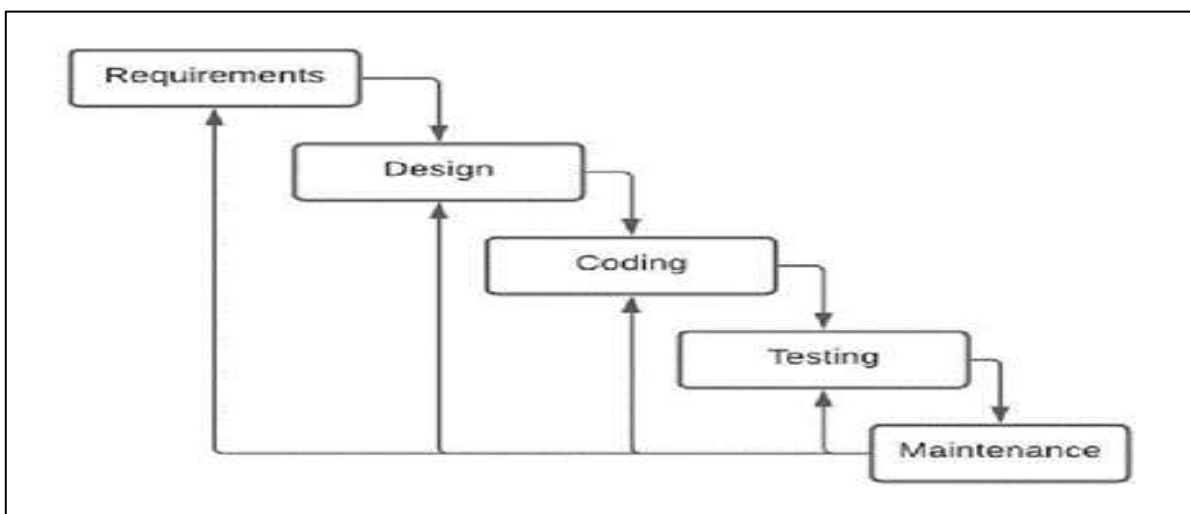 Requirements
Design
Coding
Testing
Maintenance